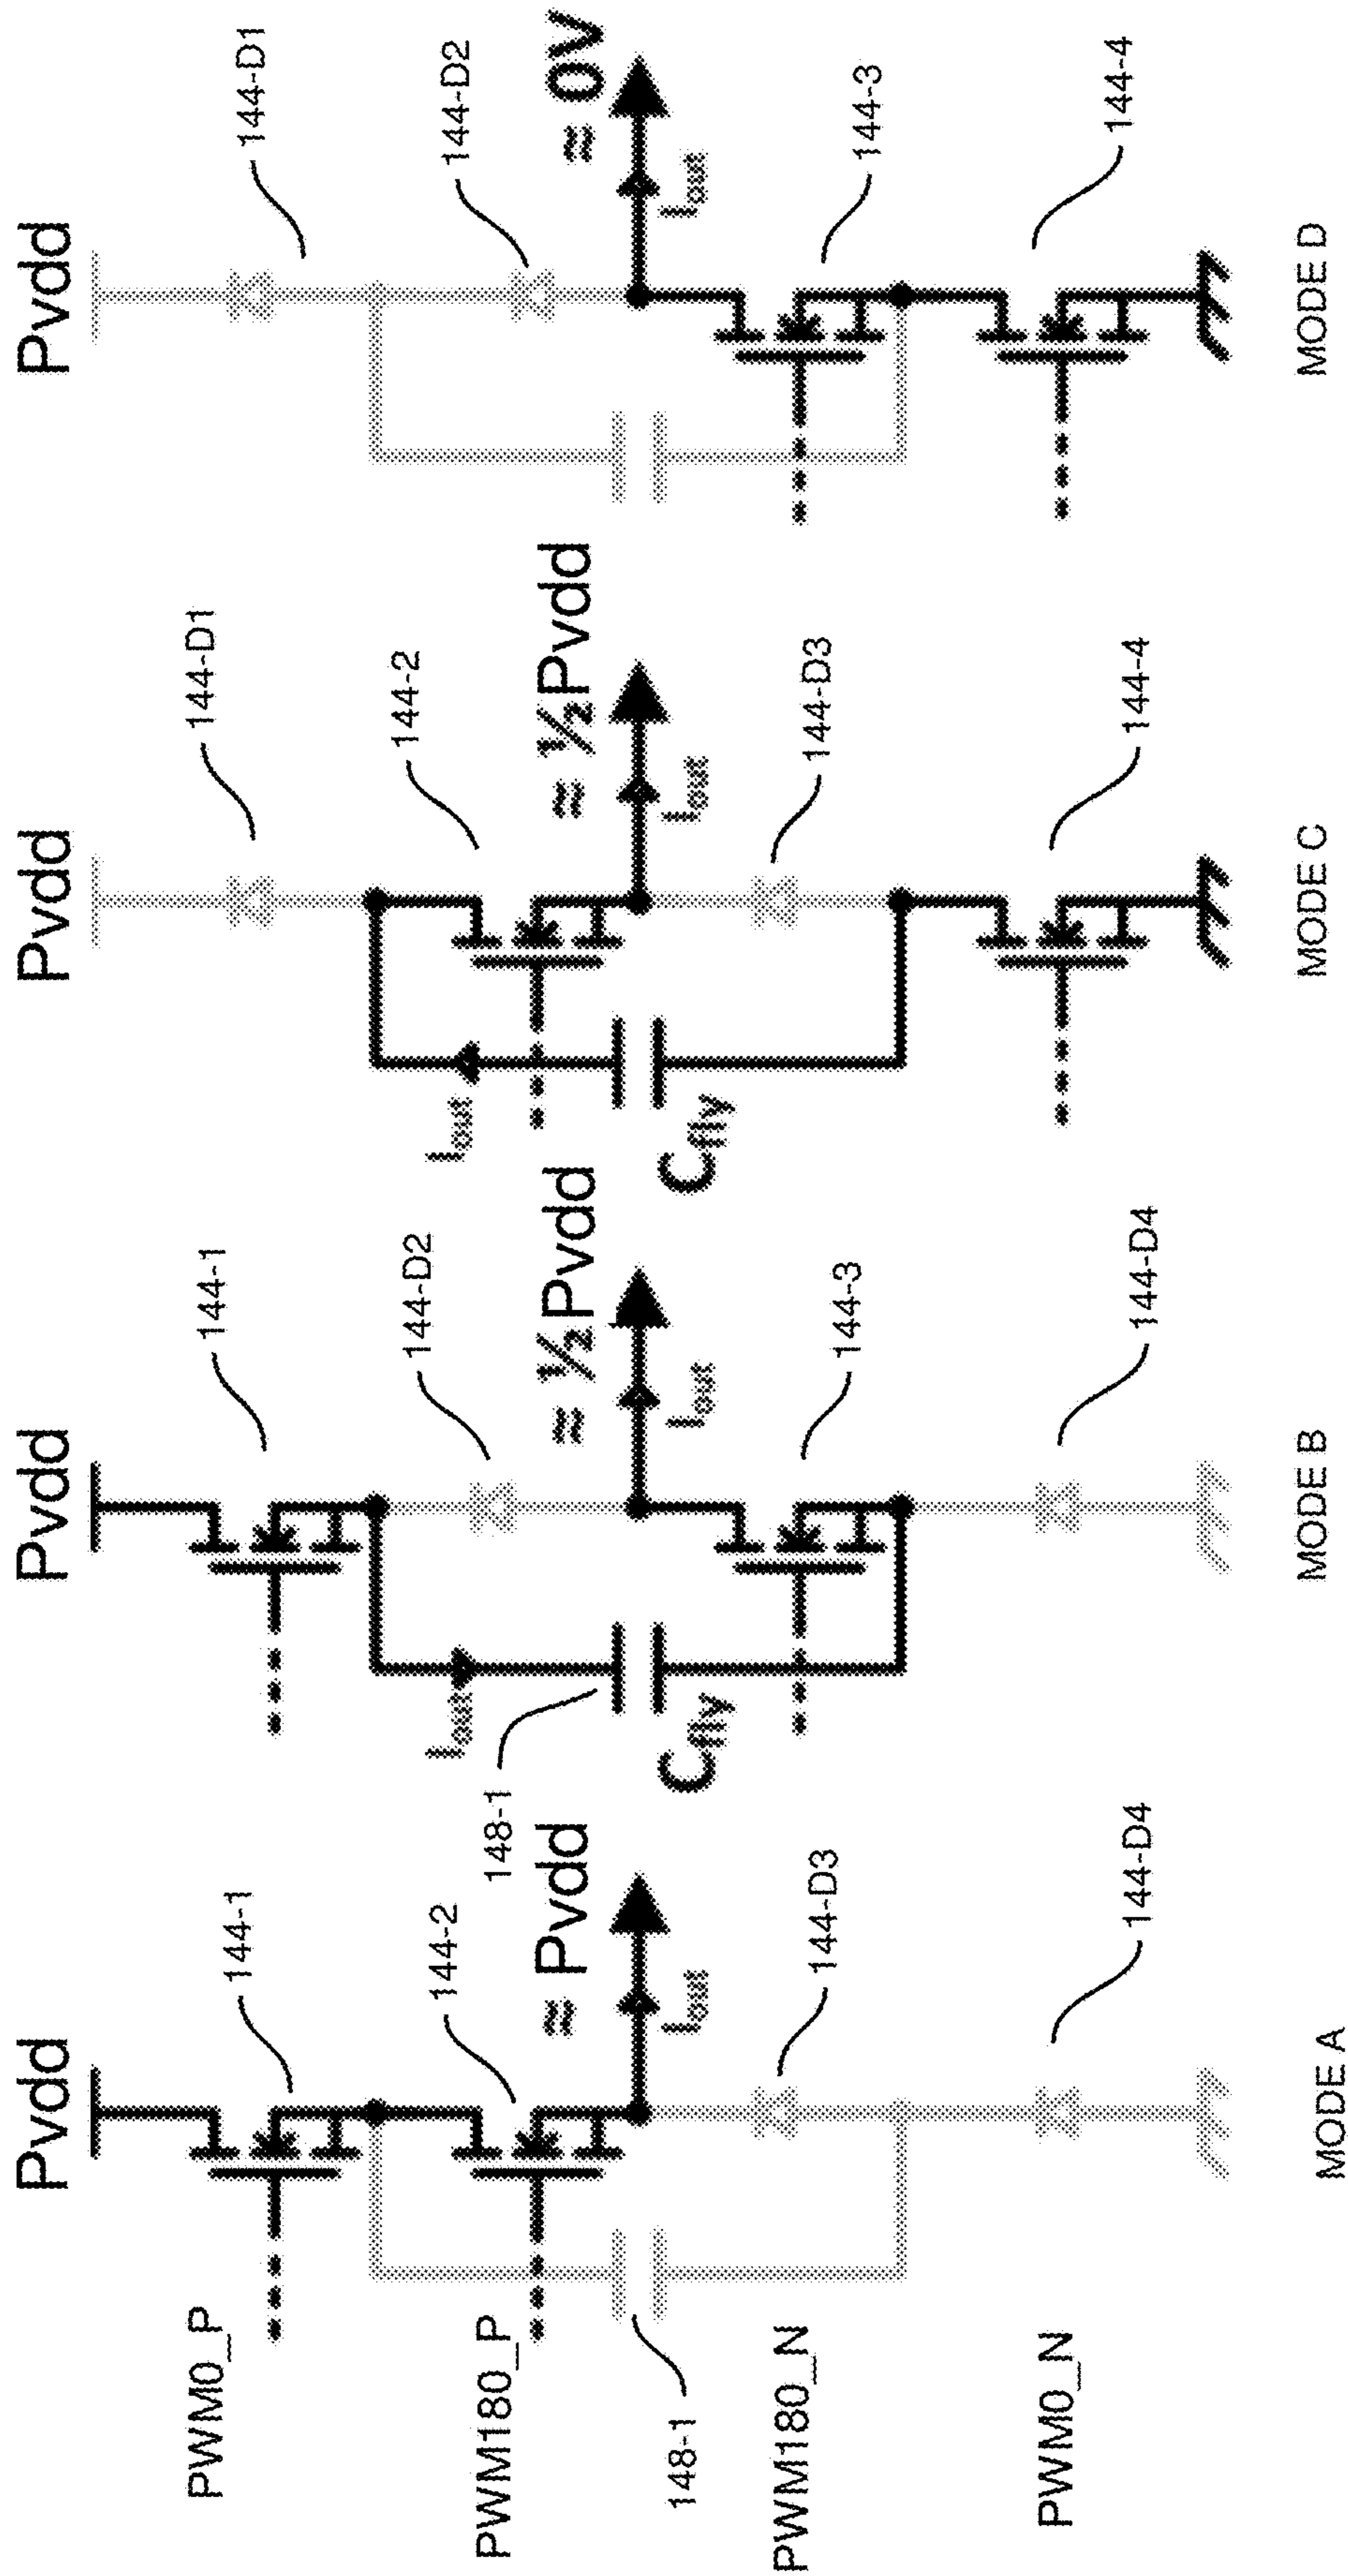 Pvdd
144-1
144-2
≈ Pvdd
Iout
144-D3
144-D4
PWM0_P
PWM180_P
148-1
PWM180_N
PWM0_N
MODE A
Pvdd
144-1
144-D2
≈ ½Pvdd
Iout
Iout
148-1
Cfly
144-3
144-D4
MODE B
Pvdd
144-D1
144-2
≈ ½Pvdd
Iout
Iout
Cfly
144-D3
144-4
MODE C
Pvdd
144-D1
144-D2
≈ 0V
Iout
144-3
144-4
MODE D